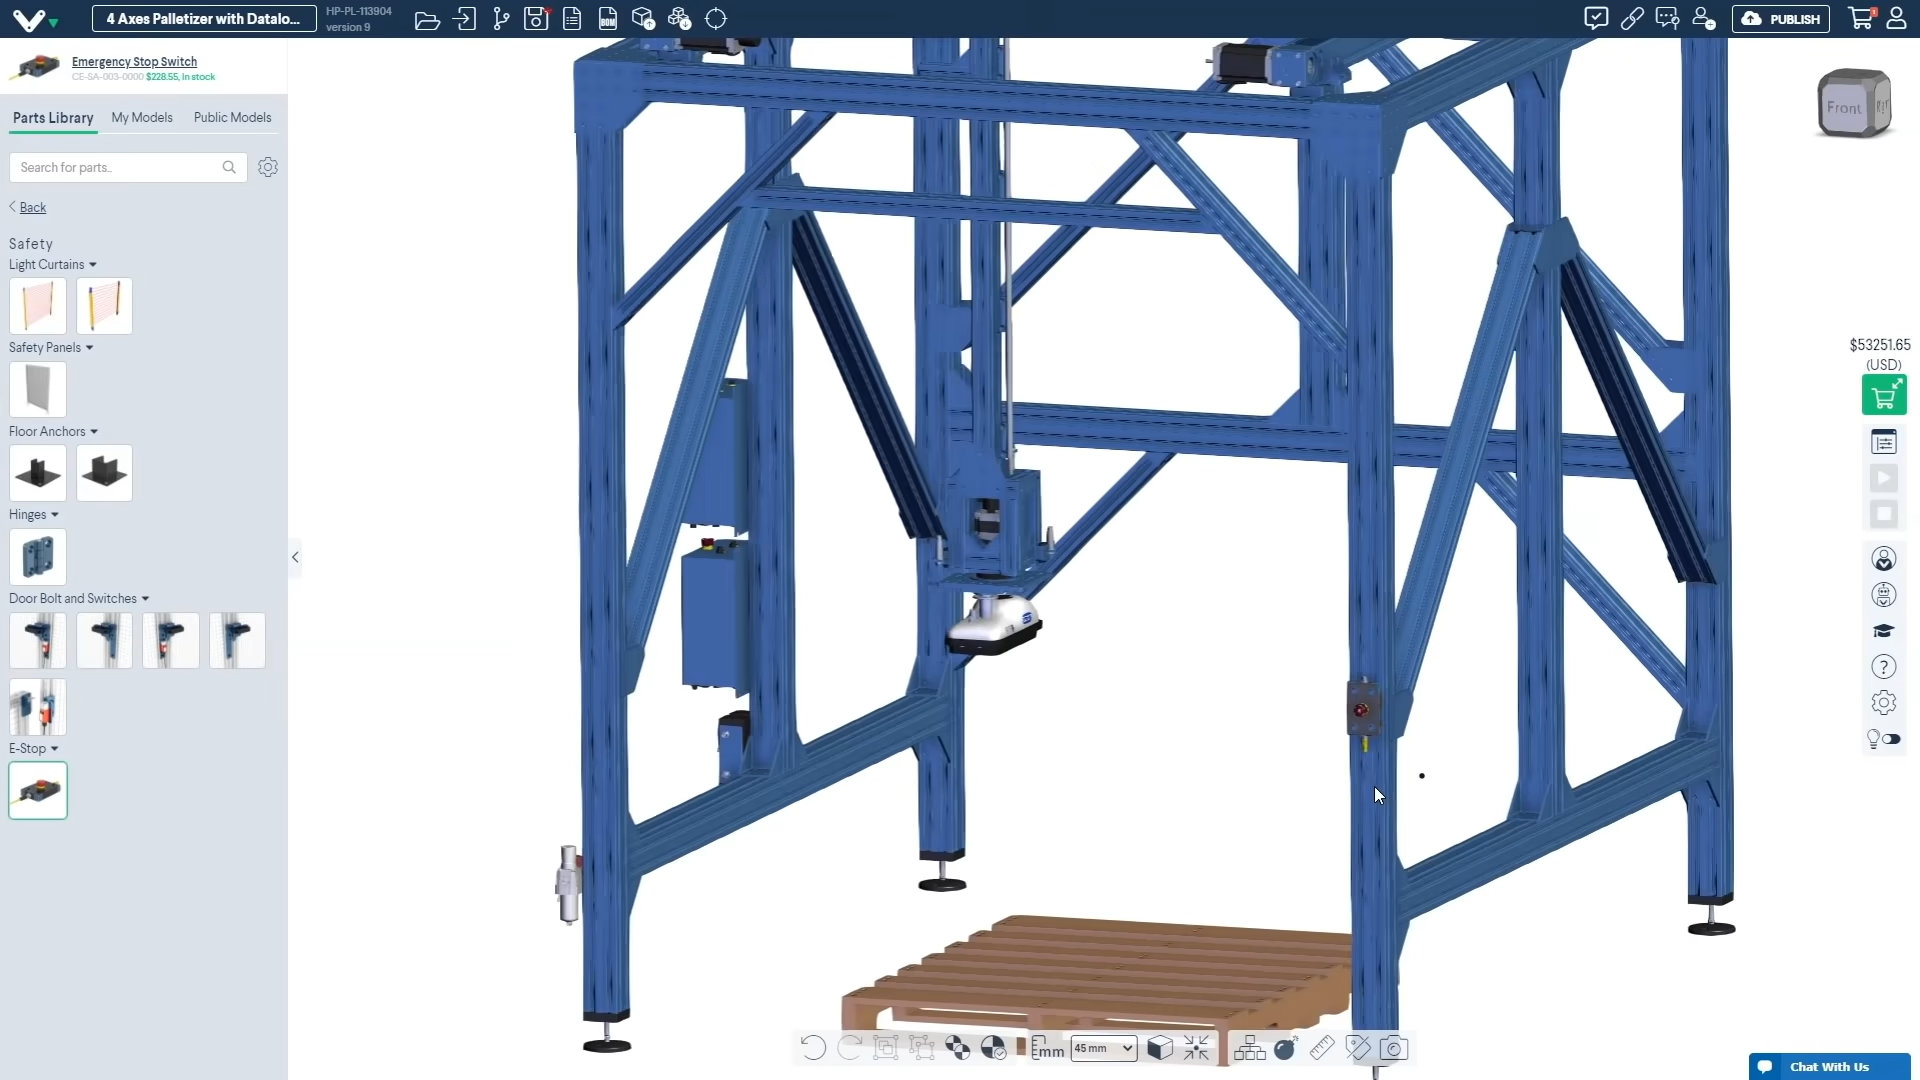 4 Axes Palletizer with Datalo...
HP-PL-113904
version 9
BOM
PUBLISH
Emergency Stop Switch
CE-SA-003-0000 $228.55, In stock
Parts Library
My Models
Public Models
Search for parts..
Back
Safety
Light Curtains
Safety Panels
Floor Anchors
Hinges
Door Bolt and Switches
E-Stop
Front
$53251.65
(USD)
mm
45 mm
Chat With Us